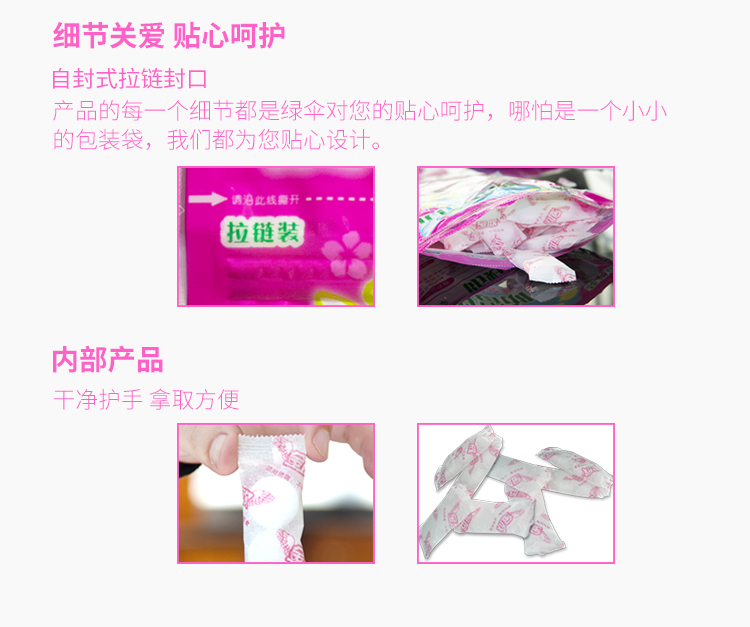 细节关爱 贴心呵护
自封式拉链封口
产品的每一个细节都是绿伞对您的贴心呵护，哪怕是一个小小
的包装袋，我们都为您贴心设计。
请沿此线撕开
拉链装
内部产品
干净护手 拿取方便